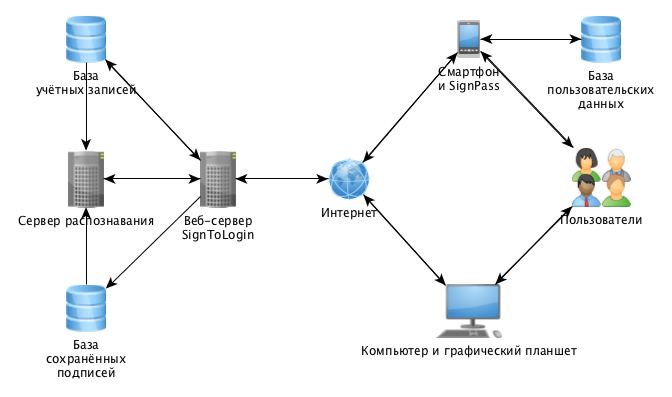 База
учётных записей
Смартфон
и SignPass
База
пользовательских
данных
Сервер распознавания
Веб-сервер
SignToLogin
Интернет
Пользователи
База
сохранённых
подписей
Компьютер и графический планшет